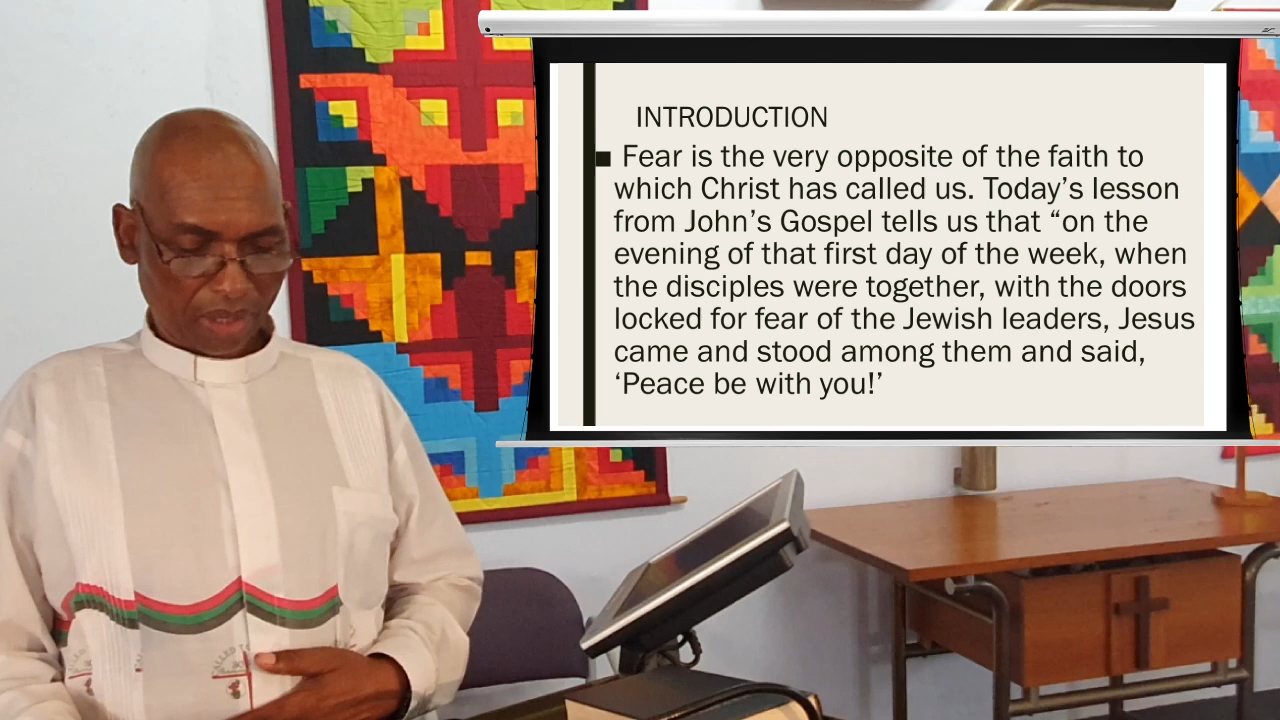 INTRODUCTION
■ Fear is the very opposite of the faith to
which Christ has called us. Today’s lesson
from John’s Gospel tells us that “on the
evening of that first day of the week, when
the disciples were together, with the doors
locked for fear of the Jewish leaders, Jesus
came and stood among them and said,
‘Peace be with you!’